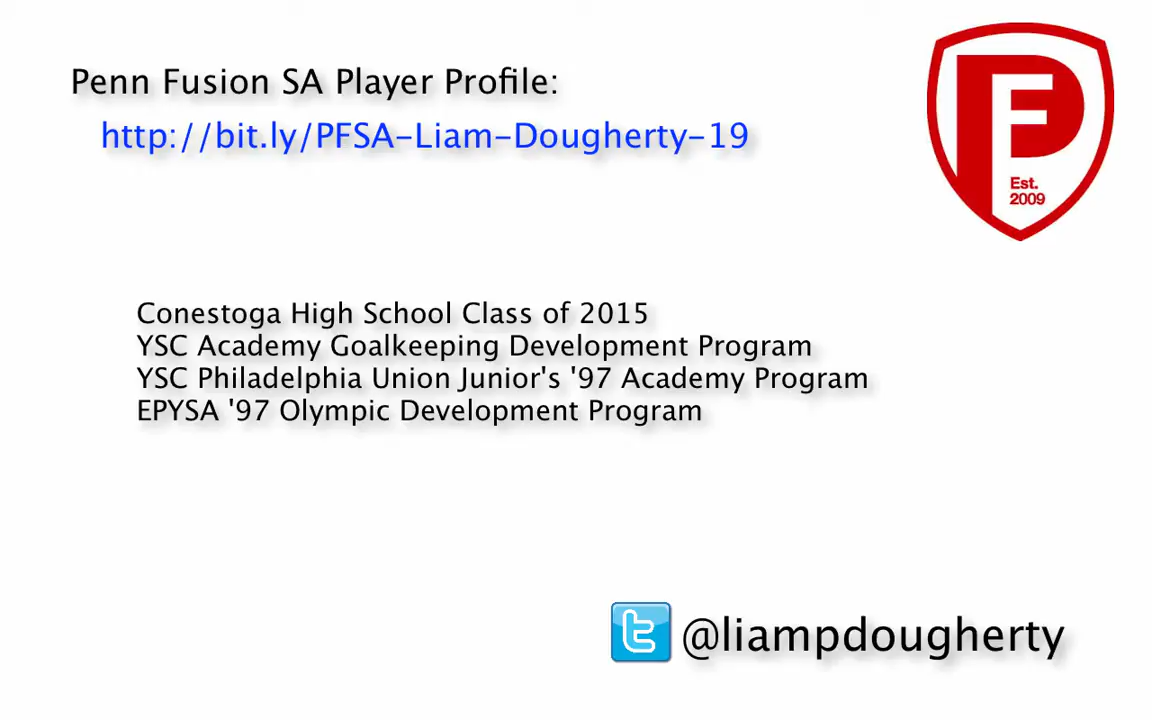 Penn Fusion SA Player Profile:
http://bit.ly/PFSA-Liam-Dougherty-19
PF
Est.
2009
Conestoga High School Class of 2015
YSC Academy Goalkeeping Development Program
YSC Philadelphia Union Junior's '97 Academy Program
EPYSA '97 Olympic Development Program
t @liampdougherty